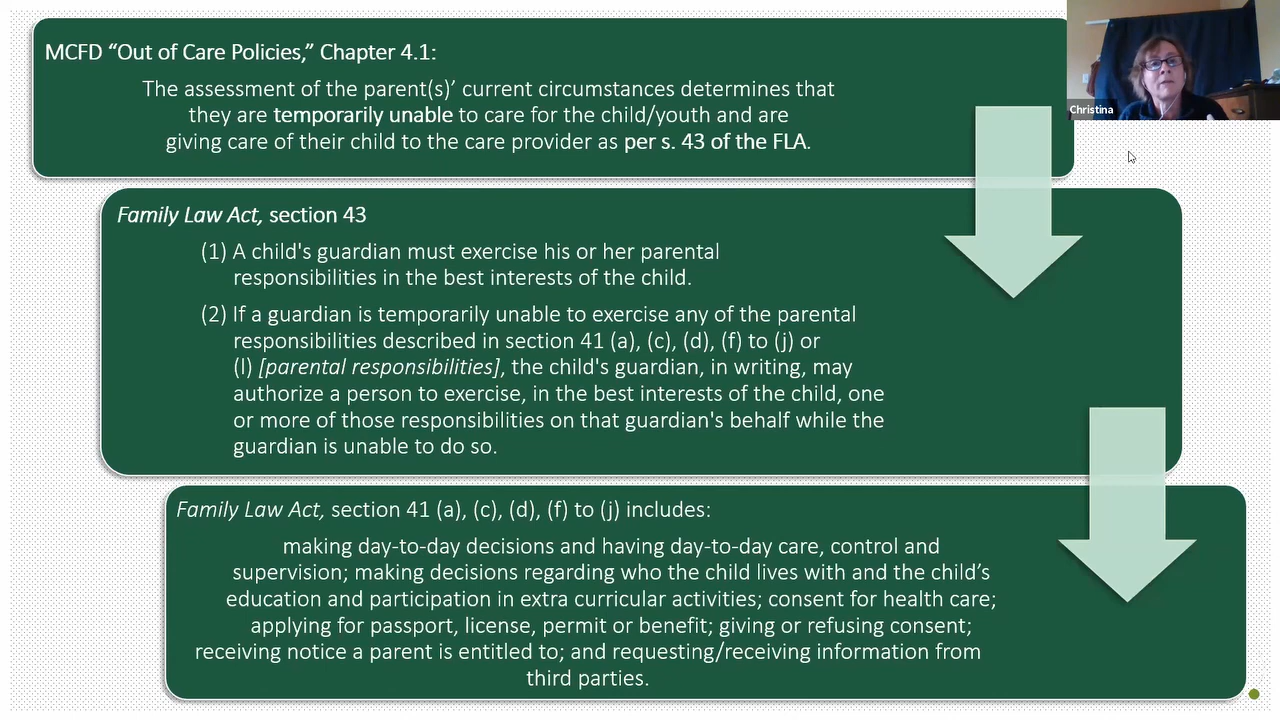 MCFD “Out of Care Policies,” Chapter 4.1:
The assessment of the parent(s)’ current circumstances determines that
they are temporarily unable to care for the child/youth and are
giving care of their child to the care provider as per s. 43 of the FLA.
Christina
Family Law Act, section 43
(1) A child's guardian must exercise his or her parental
responsibilities in the best interests of the child.
(2) If a guardian is temporarily unable to exercise any of the parental
responsibilities described in section 41 (a), (c), (d), (f) to (j) or
(l) [parental responsibilities], the child's guardian, in writing, may
authorize a person to exercise, in the best interests of the child, one
or more of those responsibilities on that guardian's behalf while the
guardian is unable to do so.
Family Law Act, section 41 (a), (c), (d), (f) to (j) includes:
making day-to-day decisions and having day-to-day care, control and
supervision; making decisions regarding who the child lives with and the child’s
education and participation in extra curricular activities; consent for health care;
applying for passport, license, permit or benefit; giving or refusing consent;
receiving notice a parent is entitled to; and requesting/receiving information from
third parties.